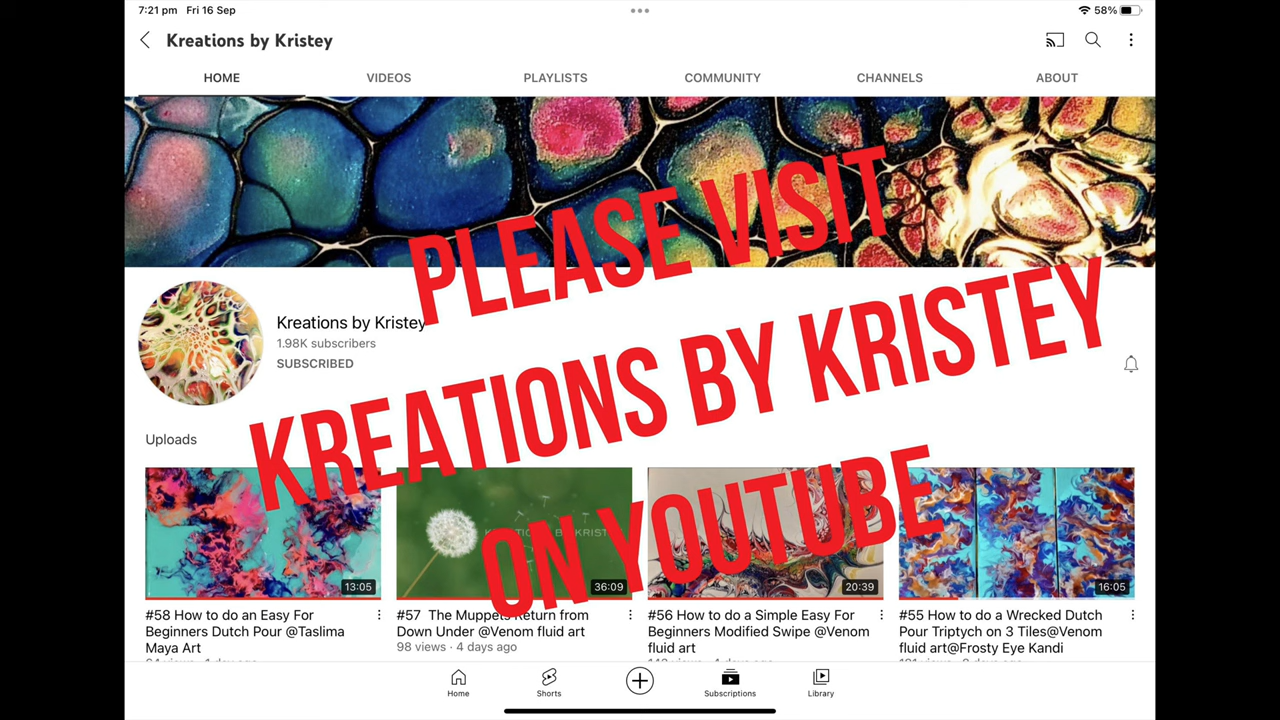 7:21 pm Fri 16 Sep
58%
Kreations by Kristey
HOME VIDEOS PLAYLISTS COMMUNITY CHANNELS ABOUT
PLEASE VISIT
KREATIONS BY KRISTEY
ON YOUTUBE
Kreations by Kristey
1.98K subscribers
SUBSCRIBED
Uploads
13:05
36:09
20:39
16:05
#58 How to do an Easy For
Beginners Dutch Pour @Taslima
Maya Art
#57 The Muppets Return from
Down Under @Venom fluid art
98 views · 4 days ago
#56 How to do a Simple Easy For
Beginners Modified Swipe @Venom
fluid art
#55 How to do a Wrecked Dutch
Pour Triptych on 3 Tiles@Venom
fluid art@Frosty Eye Kandi
Home Shorts Subscriptions Library